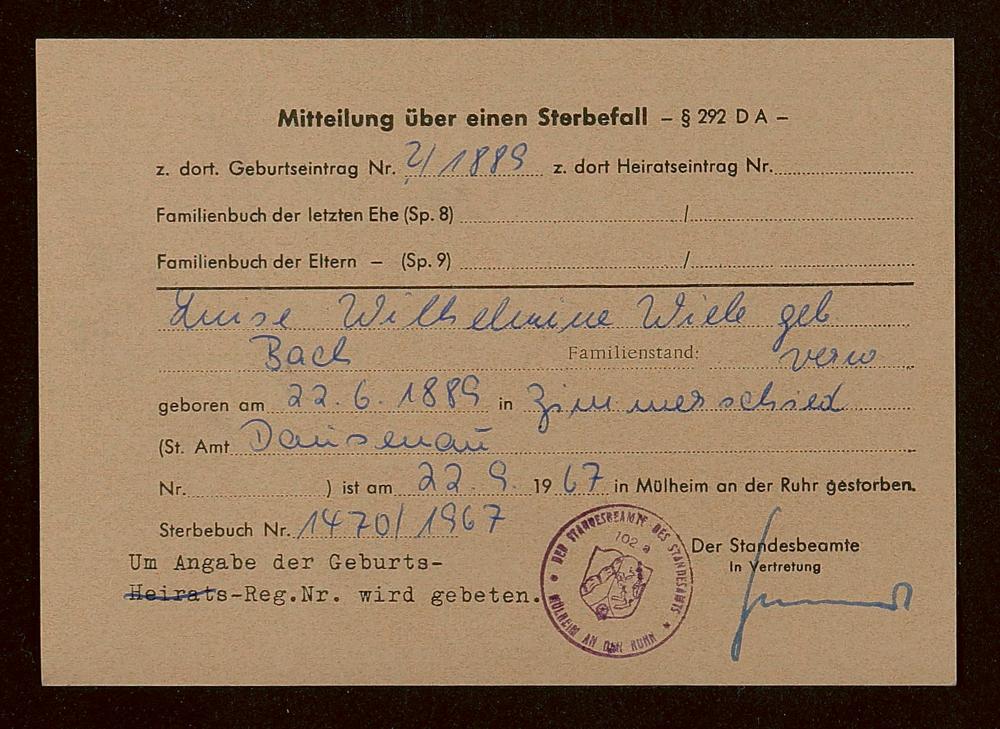 Mitteilung über einen Sterbefall – § 292 D A –
z. dort. Geburtseintrag Nr. 2/1889 z. dort Heiratseintrag Nr.
Familienbuch der letzten Ehe (Sp. 8) /
Familienbuch der Eltern – (Sp. 9) /
Luise Wilhelmine Wiele geb
Bach Familienstand: verw
geboren am 22. 6. 1889 in Zimmerschied
(St. Amt Dausenau
Nr. ) ist am 22. 9. 1967 in Mülheim an der Ruhr gestorben.
Sterbebuch Nr. 1470/1967
Um Angabe der Geburts-
Heirats-Reg.Nr. wird gebeten.
DER STANDESBEAMTE DES STANDESAMTS
102 a
MÜLHEIM AN DER RUHR
Der Standesbeamte
In Vertretung